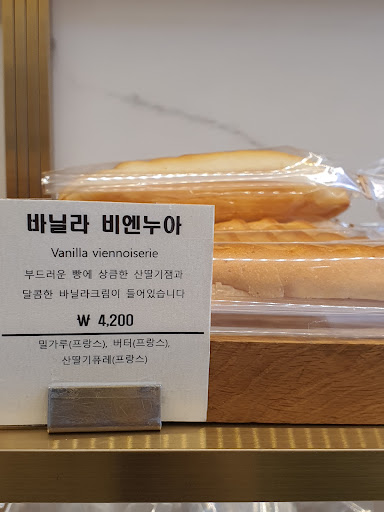 바닐라 비엔누아
Vanilla viennoiserie
부드러운 빵에 상큼한 산딸기잼과
달콤한 바닐라크림이 들어있습니다
₩ 4,200
밀가루(프랑스), 버터(프랑스),
산딸기퓨레(프랑스)